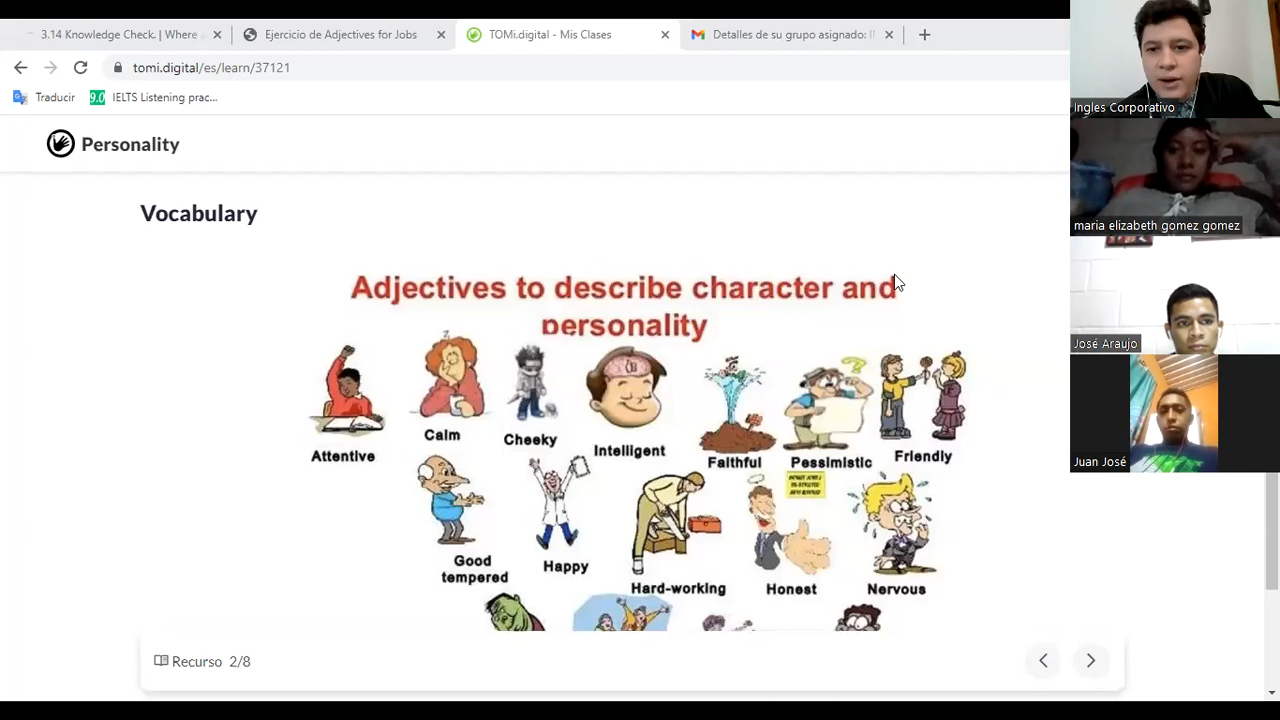 3.14 Knowledge Check. | Where
Ejercicio de Adjectives for Jobs
TOMi.digital - Mis Clases
Detalles de su grupo asignado:
tomi.digital/es/learn/37121
Traducir
9.0 IELTS Listening prac...
Personality
Vocabulary
Adjectives to describe character and
personality
Attentive
Calm
Cheeky
Intelligent
Faithful
Pessimistic
Friendly
Good
tempered
Happy
Hard-working
Honest
Nervous
Recurso 2/8
Ingles Corporativo
maria elizabeth gomez gomez
José Araujo
Juan José